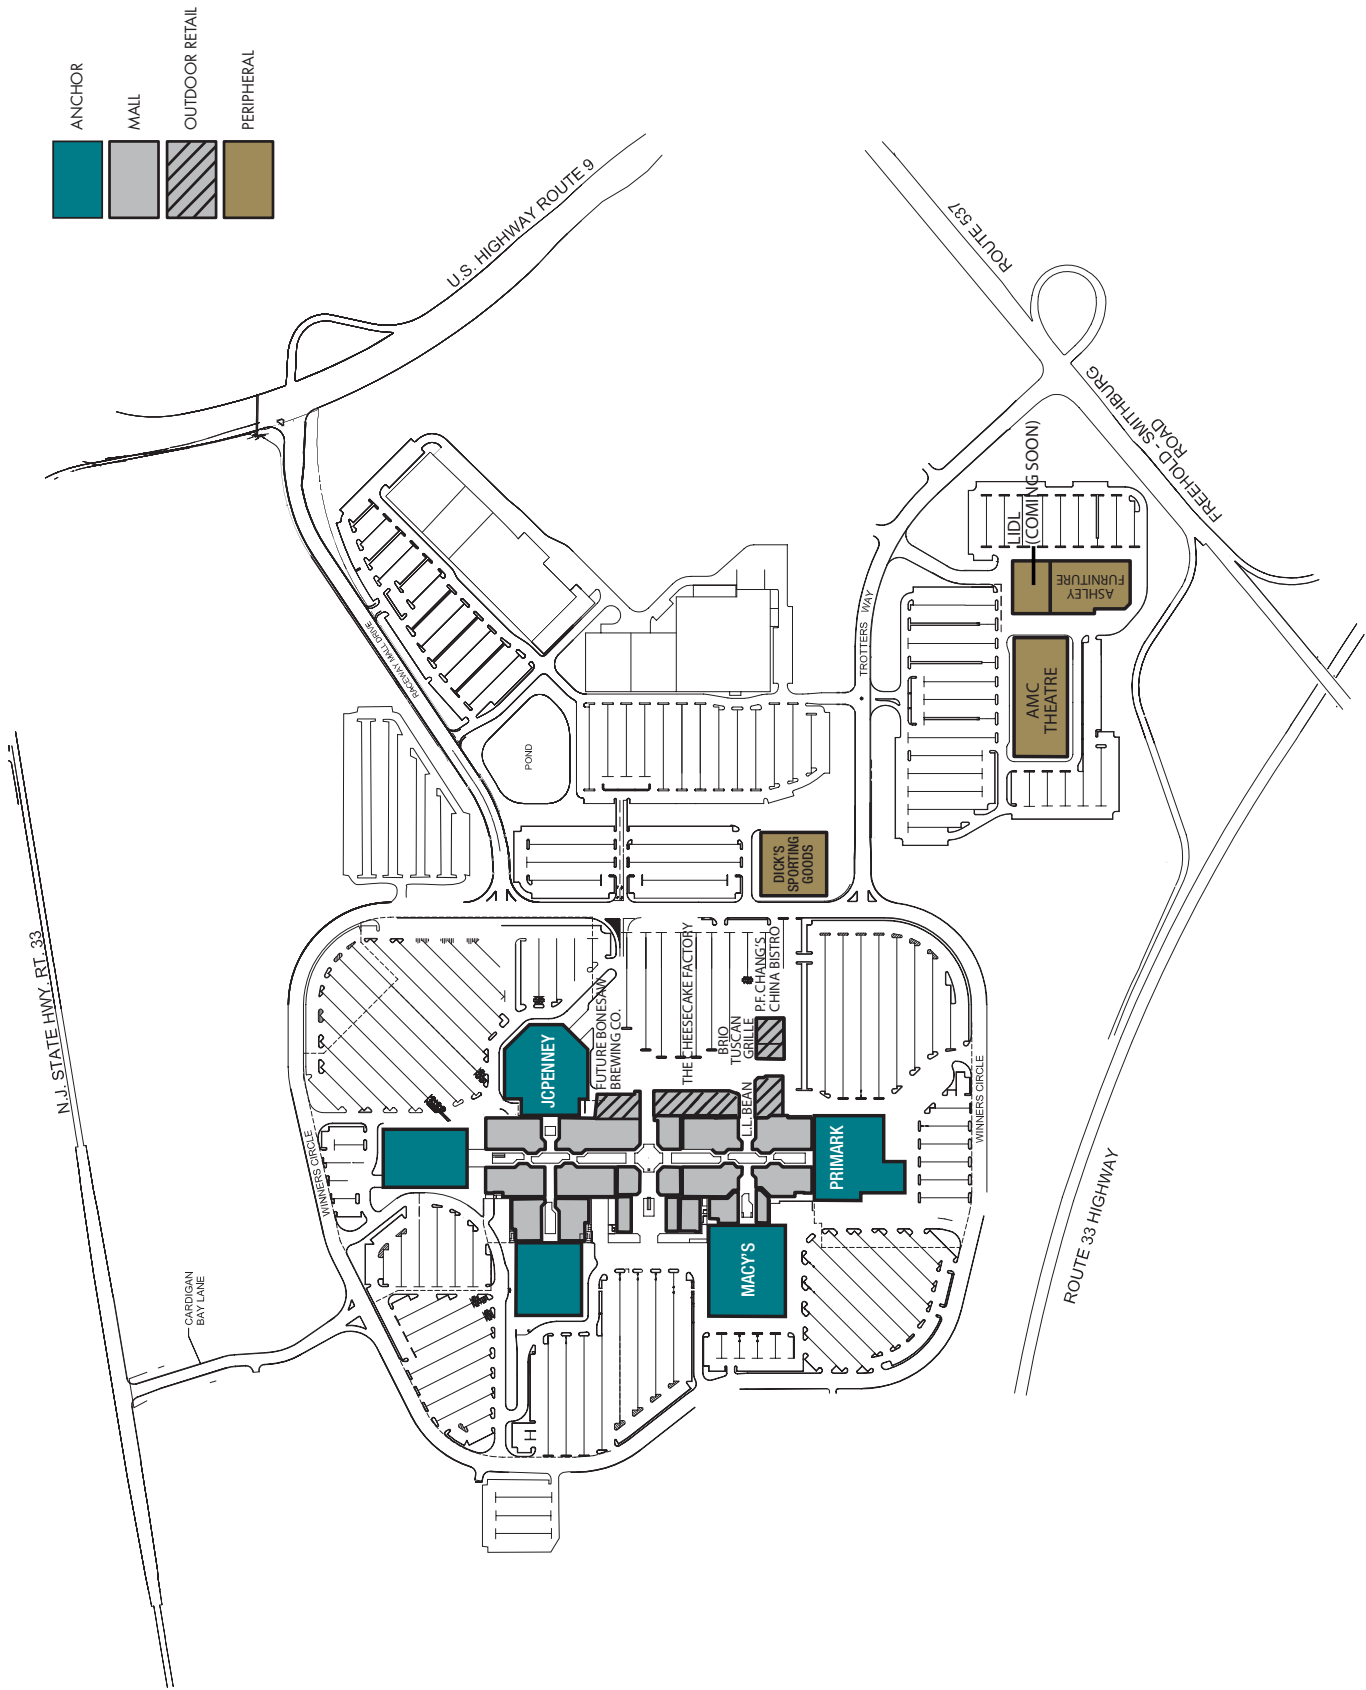 ANCHOR
MALL
OUTDOOR RETAIL
PERIPHERAL
U.S. HIGHWAY ROUTE 9
ROUTE 537
FREEHOLD - SMITHBURG
ROAD
N.J. STATE HWY. RT. 33
RACEWAY MALL DRIVE
POND
TROTTERS WAY
LIDL
(COMING SOON)
ASHLEY
FURNITURE
AMC
THEATRE
DICK'S
SPORTING
GOODS
WINNERS CIRCLE
CARDIGAN
BAY LANE
JCPENNEY
FUTURE BONESAW
BREWING CO.
THE CHEESECAKE FACTORY
BRIO
TUSCAN
GRILLE
P.F. CHANG'S
CHINA BISTRO
L.L. BEAN
PRIMARK
MACY'S
WINNERS CIRCLE
ROUTE 33 HIGHWAY